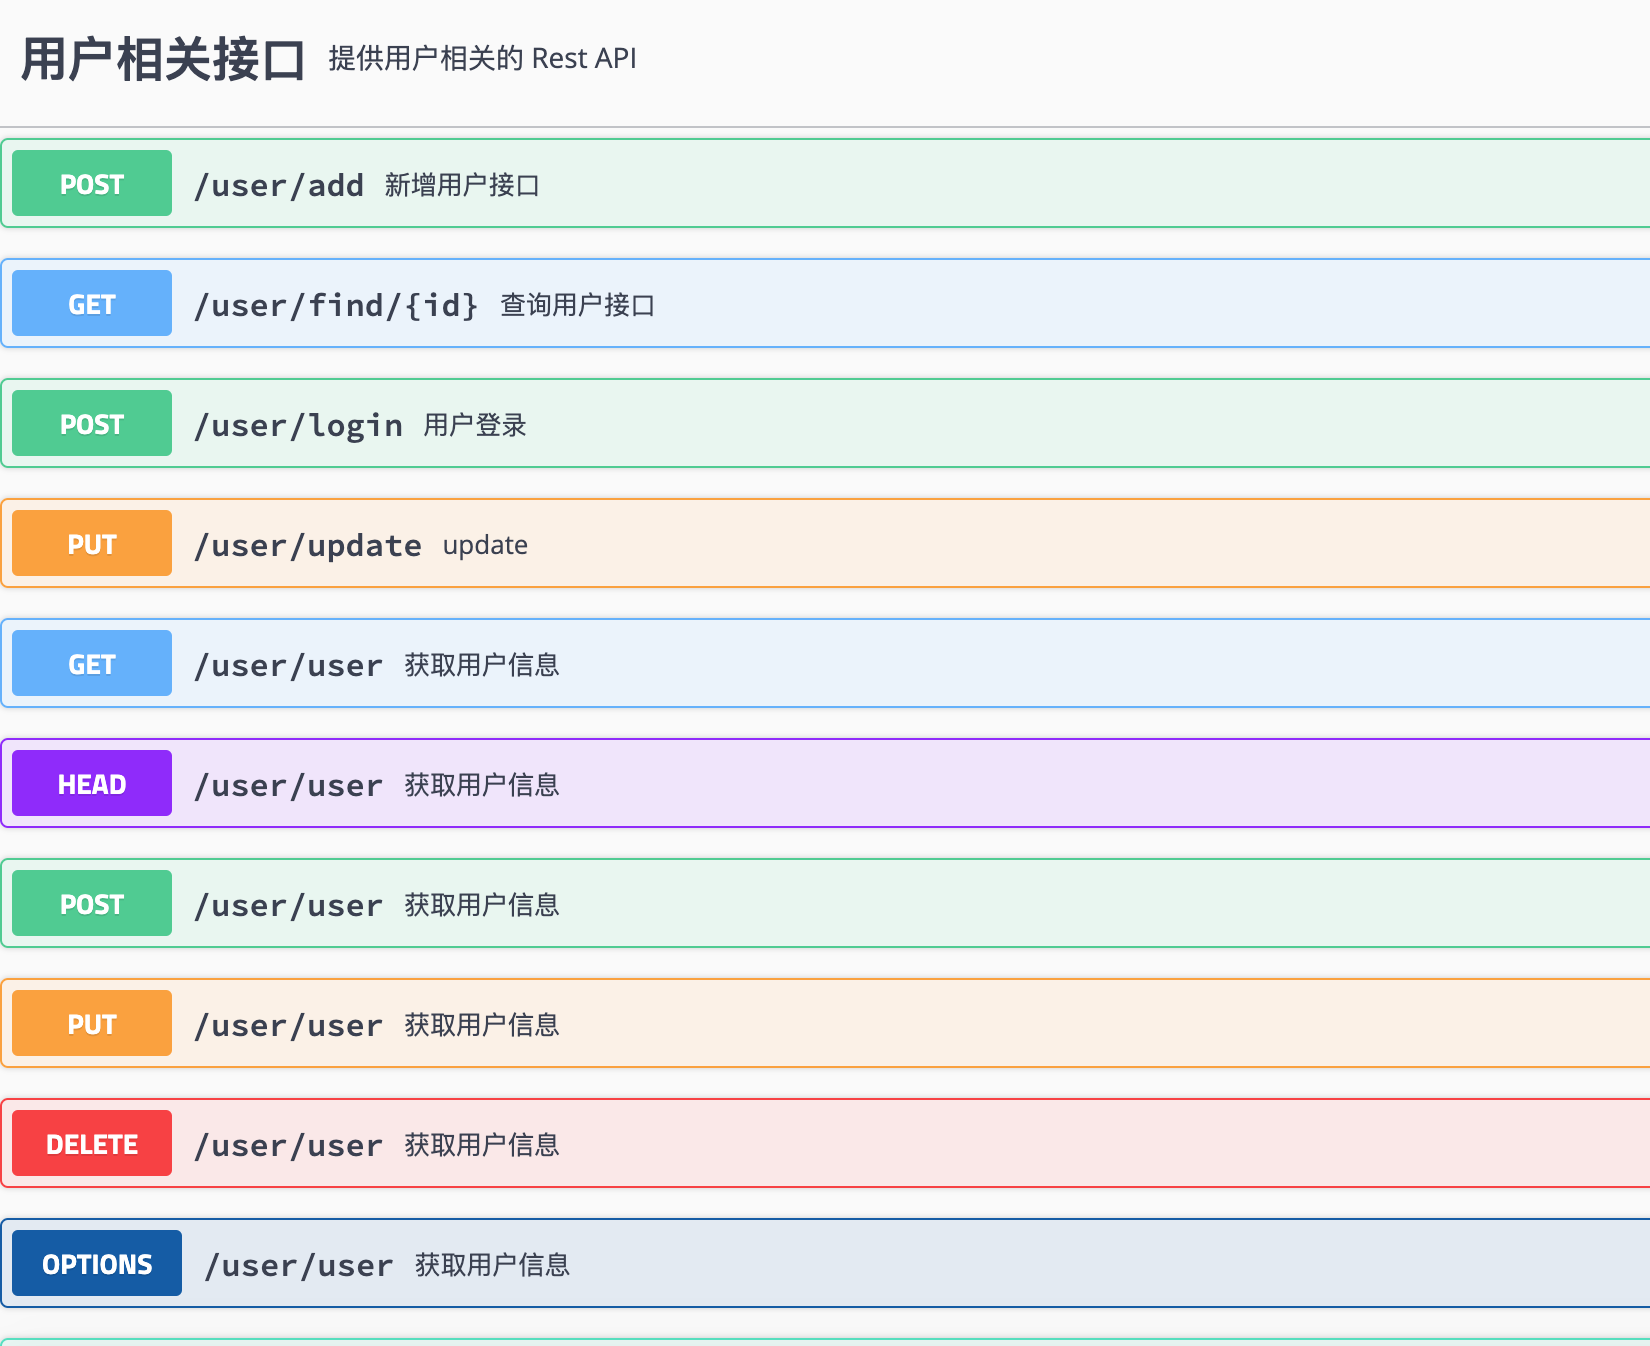 用户相关接口 提供用户相关的 Rest API
POST /user/add 新增用户接口
GET /user/find/{id} 查询用户接口
POST /user/login 用户登录
PUT /user/update update
GET /user/user 获取用户信息
HEAD /user/user 获取用户信息
POST /user/user 获取用户信息
PUT /user/user 获取用户信息
DELETE /user/user 获取用户信息
OPTIONS /user/user 获取用户信息